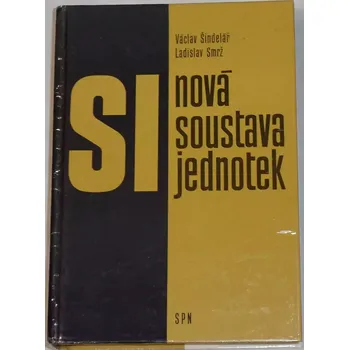 Václav Šindelář
Ladislav Smrž
SI nová
soustava
jednotek
SPN